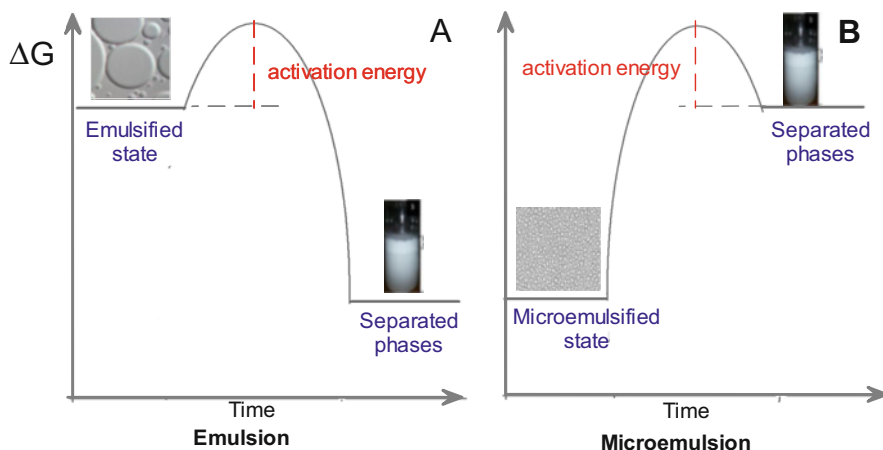 ΔG
A
activation energy
Emulsified
state
Separated
phases
Time
Emulsion
B
activation energy
Separated
phases
Microemulsified
state
Time
Microemulsion